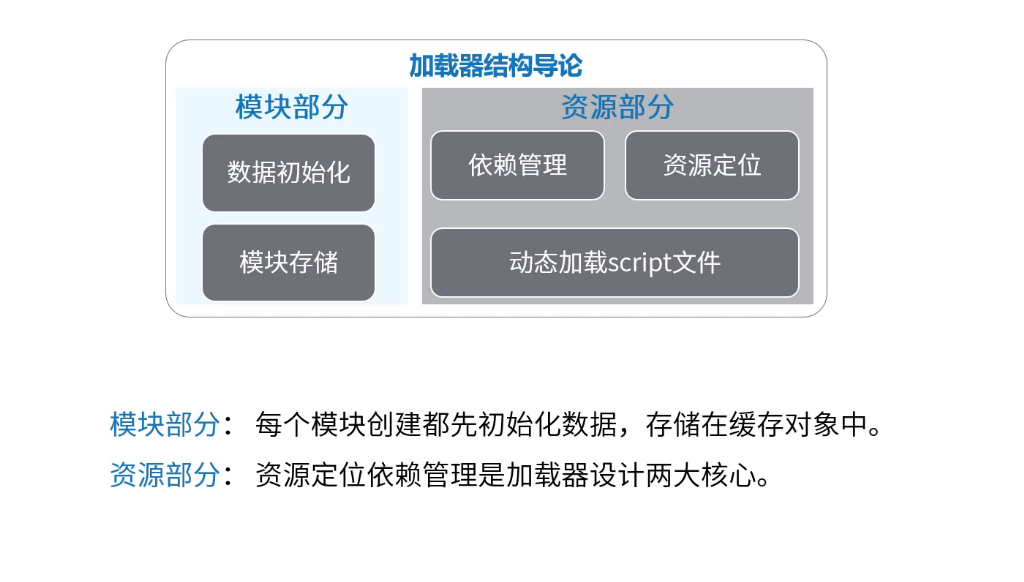 加载器结构导论
模块部分
资源部分
数据初始化
依赖管理
资源定位
模块存储
动态加载script文件
模块部分： 每个模块创建都先初始化数据，存储在缓存对象中。
资源部分： 资源定位依赖管理是加载器设计两大核心。